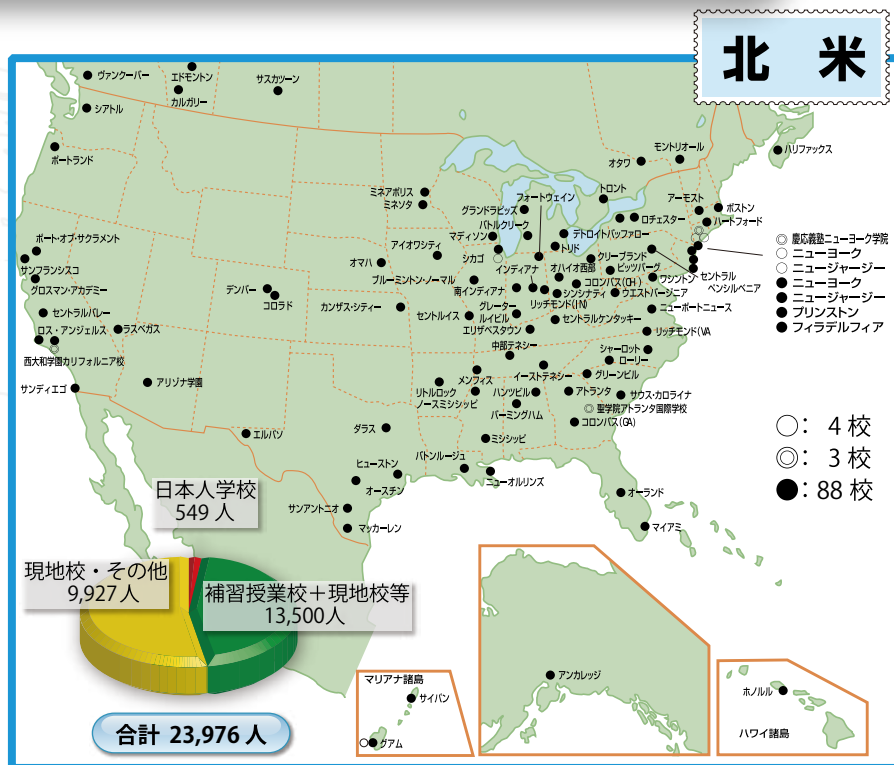 北 米
ヴァンクーバー
エドモントン
カルガリー
サスカツーン
シアトル
ポートランド
モントリオール
オタワ
ハリファックス
ミネアポリス
ミネソタ
フォートウェイン
グランドラピッズ
バトルクリーク
マディソン
トロント
アーモスト
ボストン
ロチェスター
ハートフォード
デトロイト
バッファロー
トリド
アイオワシティ
シカゴ
クリーブランド
ピッツバーグ
ポート・オブ・サクラメント
サンフランシスコ
グロスマン・アカデミー
オマハ
ブルーミントン・ノーマル
インディアナ
オハイオ西部
ワシントン
セントラル
ペンシルベニア
◎ 慶応義塾ニューヨーク学院
○ ニューヨーク
○ ニュージャージー
● ニューヨーク
● ニュージャージー
● プリンストン
● フィラデルフィア
デンバー
コロラド
カンザス・シティー
南インディアナ
コロンバス(OH)
シンシナティ
ウエストバージニア
リッチモンド(IN)
グレーター
ルイビル
ニューポートニュース
セントラルバレー
ロス・アンジェルス
ラスベガス
セントルイス
エリザベスタウン
セントラルケンタッキー
リッチモンド(VA
西大和学園カリフォルニア校
中部テネシー
シャーロット
ローリー
サンディエゴ
アリゾナ学園
メンフィス
イーストテネシー
グリーンビル
リトルロック
ノースミシシッピ
ハンツビル
アトランタ
サウス・カロライナ
バーミングハム
◎ 聖学院アトランタ国際学校
コロンバス(GA)
エルパソ
ダラス
ミシシッピ
ヒューストン
バトンルージュ
ニューオルリンズ
オースチン
サンアントニオ
マッカーレン
オーランド
マイアミ
○： 4 校
◎： 3 校
●：88 校
日本人学校
549 人
現地校・その他
9,927人
補習授業校＋現地校等
13,500人
合計 23,976 人
マリアナ諸島
サイパン
グアム
アンカレッジ
ホノルル
ハワイ諸島